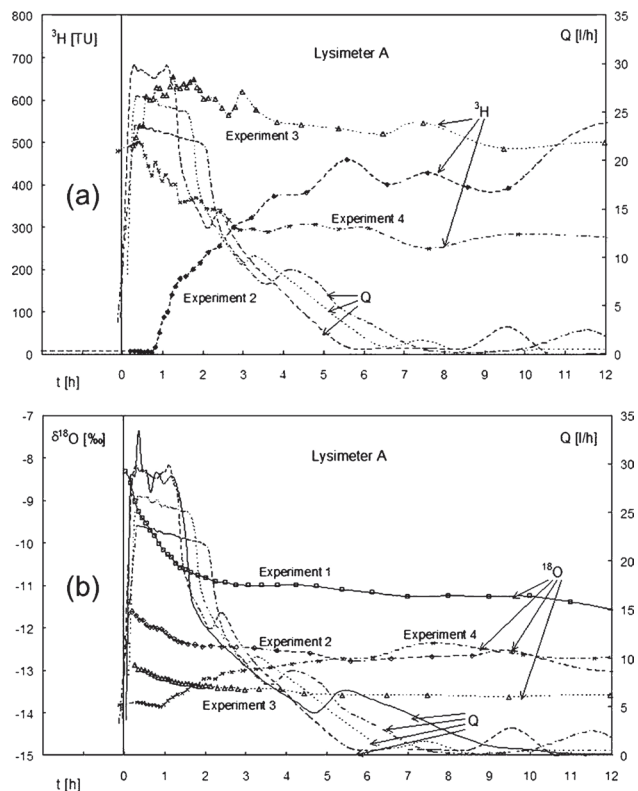 ³H [TU]
Q [l/h]
Lysimeter A
800
700
600
500
400
300
200
100
0
35
30
25
20
15
10
5
0
(a)
³H
Experiment 3
Experiment 4
Experiment 2
Q
0 1 2 3 4 5 6 7 8 9 10 11 12
t [h]
δ¹⁸O [‰]
Q [l/h]
Lysimeter A
-7
-8
-9
-10
-11
-12
-13
-14
-15
35
30
25
20
15
10
5
0
(b)
¹⁸O
Experiment 1
Experiment 2
Experiment 4
Experiment 3
Q
0 1 2 3 4 5 6 7 8 9 10 11 12
t [h]